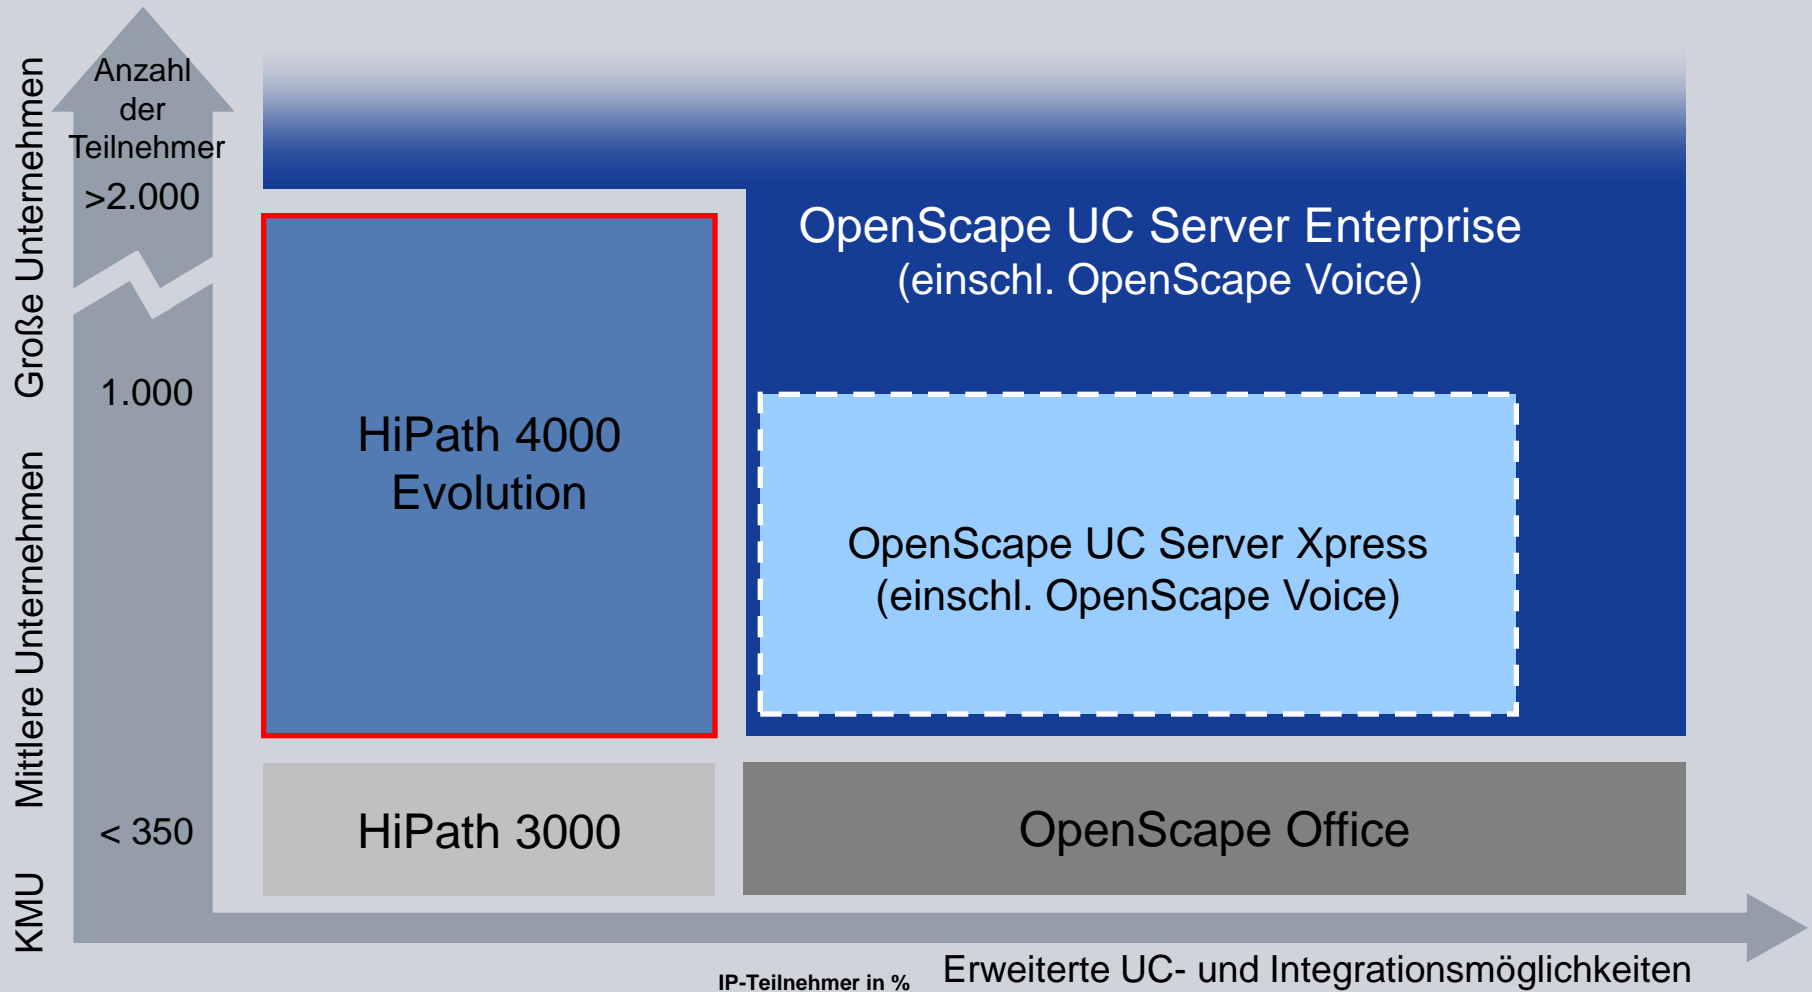 Große Unternehmen
Mittlere Unternehmen
KMU
Anzahl
der
Teilnehmer
>2.000
1.000
< 350
OpenScape UC Server Enterprise
(einschl. OpenScape Voice)
HiPath 4000
Evolution
OpenScape UC Server Xpress
(einschl. OpenScape Voice)
HiPath 3000
OpenScape Office
IP-Teilnehmer in %
Erweiterte UC- und Integrationsmöglichkeiten